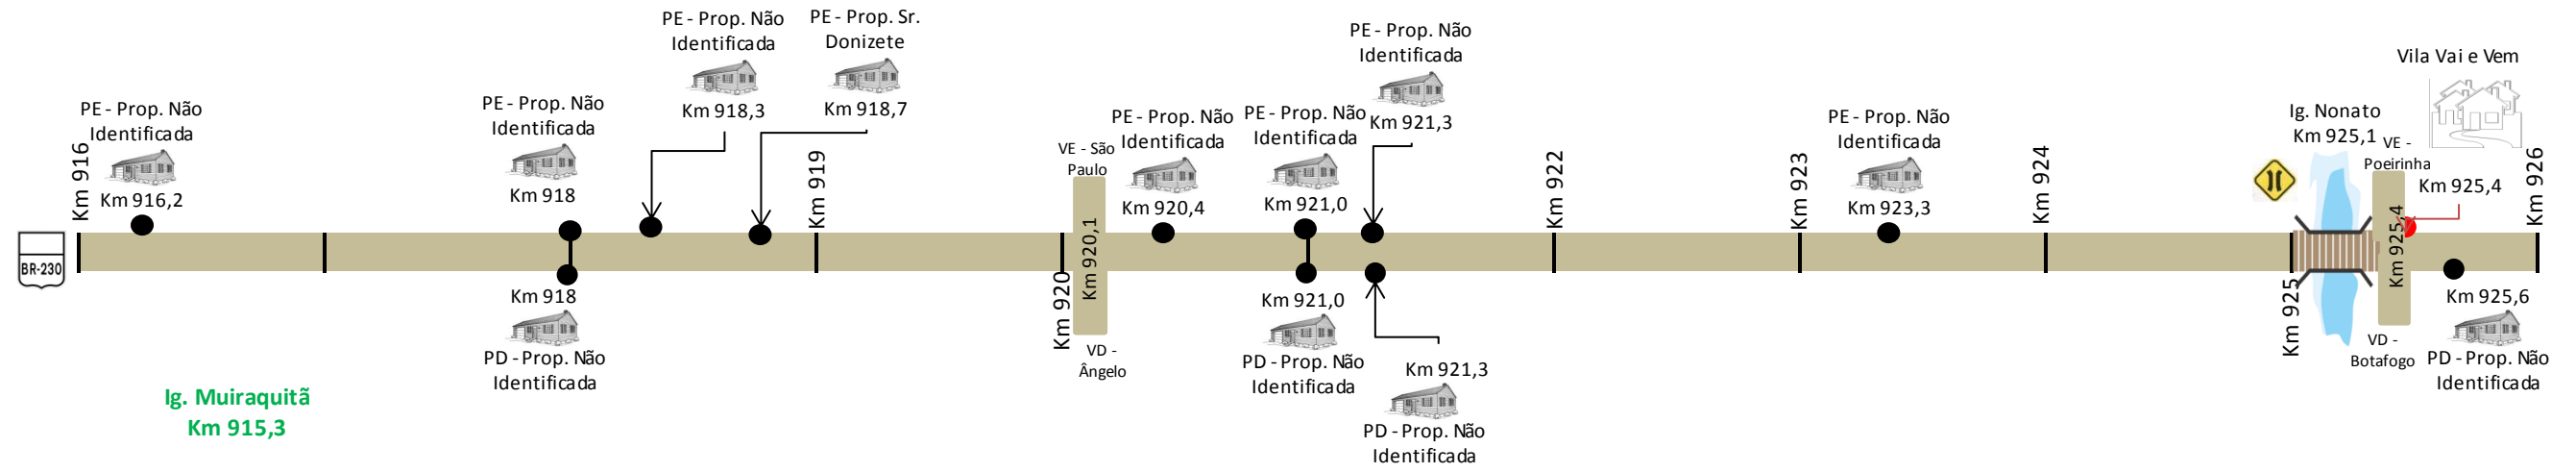 BR-230
Km 916
PE - Prop. Não
Identificada
Km 916,2
PE - Prop. Não
Identificada
Km 918
Km 918
PD - Prop. Não
Identificada
PE - Prop. Não
Identificada
Km 918,3
PE - Prop. Sr.
Donizete
Km 918,7
Km 919
Km 920
VE - São
Paulo
Km 920,1
VD -
Ângelo
PE - Prop. Não
Identificada
Km 920,4
PE - Prop. Não
Identificada
Km 921,0
Km 921,0
PD - Prop. Não
Identificada
PE - Prop. Não
Identificada
Km 921,3
Km 921,3
PD - Prop. Não
Identificada
Km 922
Km 923
PE - Prop. Não
Identificada
Km 923,3
Km 924
Km 925
Ig. Nonato
Km 925,1
VE -
Poeirinha
Km 925,4
VD -
Botafogo
Vila Vai e Vem
Km 925,4
Km 925,6
PD - Prop. Não
Identificada
Km 926
Ig. Muiraquitã
Km 915,3